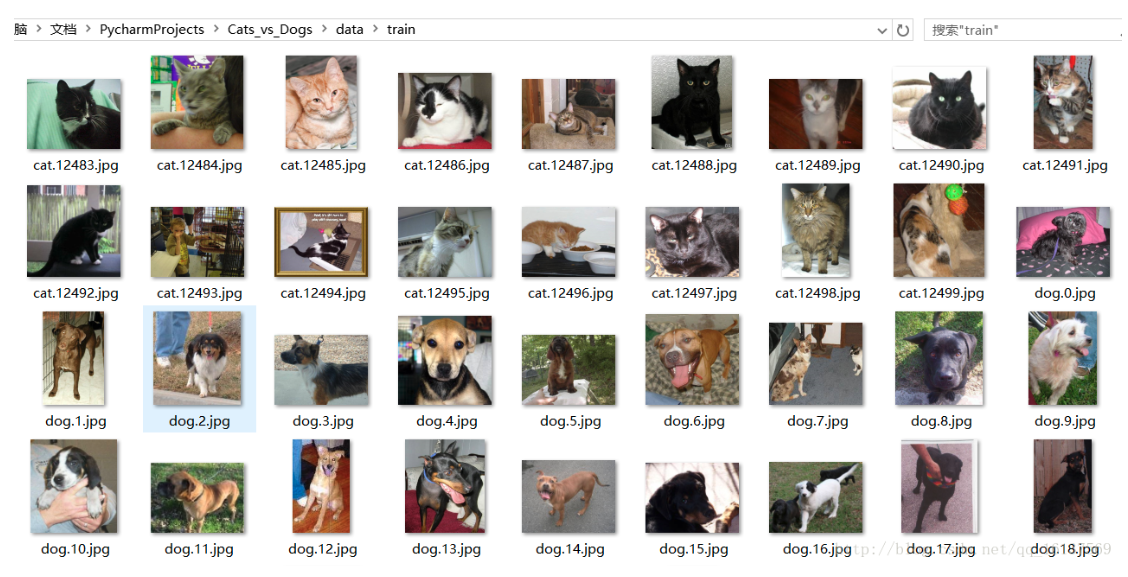 脑 > 文档 > PycharmProjects > Cats_vs_Dogs > data > train
搜索"train"
cat.12483.jpg cat.12484.jpg cat.12485.jpg cat.12486.jpg cat.12487.jpg cat.12488.jpg cat.12489.jpg cat.12490.jpg cat.12491.jpg
cat.12492.jpg cat.12493.jpg cat.12494.jpg cat.12495.jpg cat.12496.jpg cat.12497.jpg cat.12498.jpg cat.12499.jpg dog.0.jpg
dog.1.jpg dog.2.jpg dog.3.jpg dog.4.jpg dog.5.jpg dog.6.jpg dog.7.jpg dog.8.jpg dog.9.jpg
dog.10.jpg dog.11.jpg dog.12.jpg dog.13.jpg dog.14.jpg dog.15.jpg dog.16.jpg dog.17.jpg dog.18.jpg